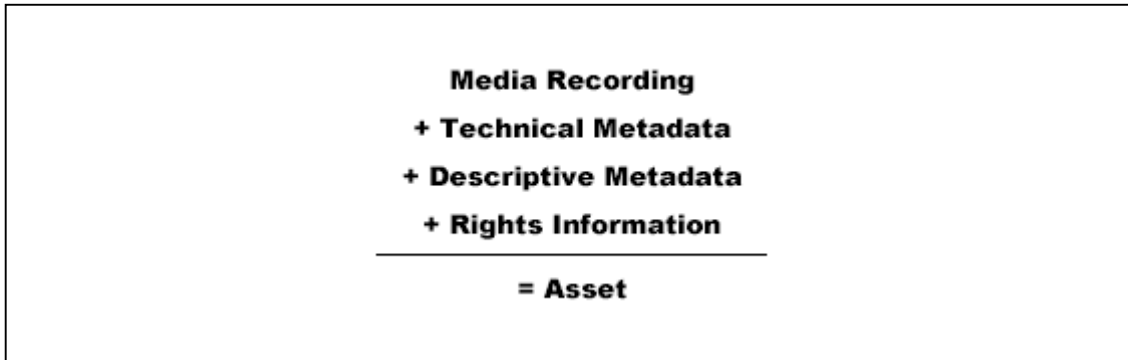 Media Recording
+ Technical Metadata
+ Descriptive Metadata
+ Rights Information
= Asset